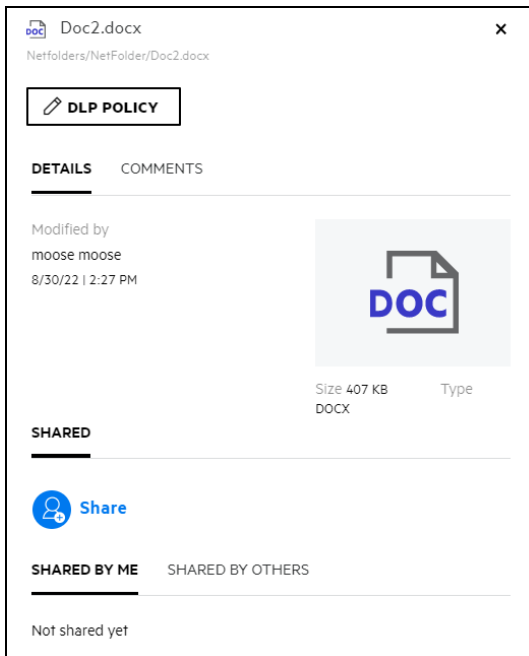 DOC Doc2.docx
Netfolders/NetFolder/Doc2.docx
DLP POLICY
DETAILS COMMENTS
Modified by
moose moose
8/30/22 | 2:27 PM
DOC
Size 407 KB Type
DOCX
SHARED
Share
SHARED BY ME SHARED BY OTHERS
Not shared yet